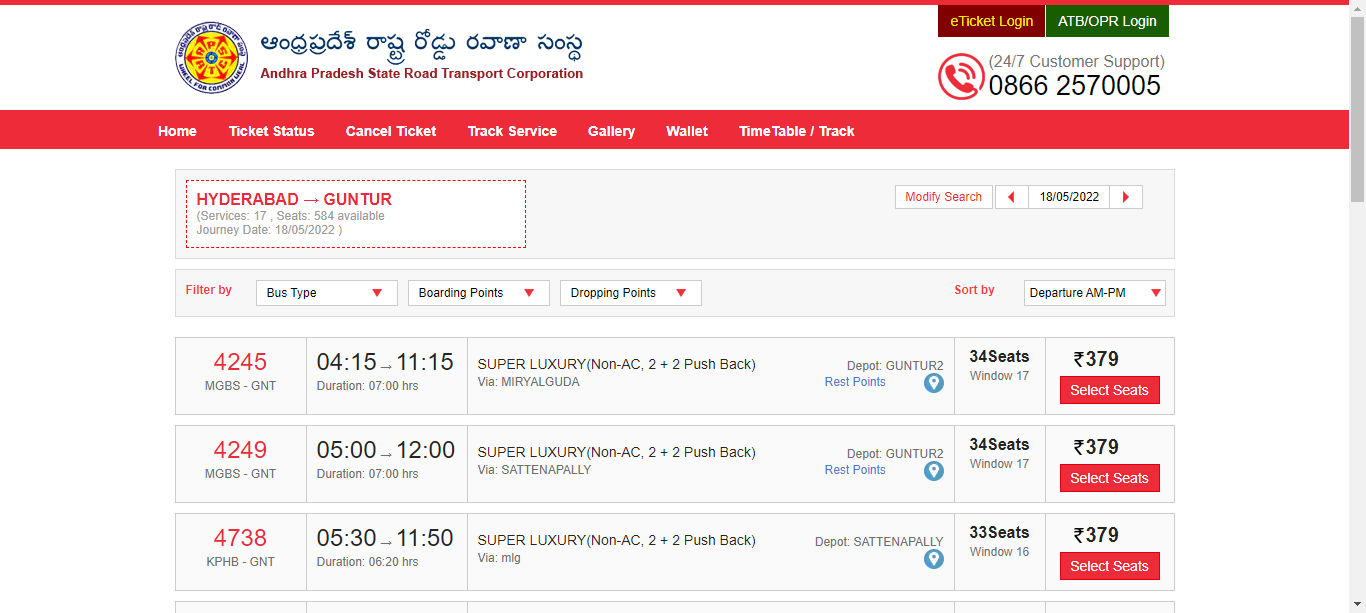 eTicket Login
ATB/OPR Login
ఆంధ్రప్రదేశ్ రాష్ట్ర రోడ్డు రవాణా సంస్థ
Andhra Pradesh State Road Transport Corporation
(24/7 Customer Support)
0866 2570005
Home Ticket Status Cancel Ticket Track Service Gallery Wallet TimeTable / Track
HYDERABAD → GUNTUR
(Services: 17 , Seats: 584 available
Journey Date: 18/05/2022 )
Modify Search 18/05/2022
Filter by Bus Type Boarding Points Dropping Points Sort by Departure AM-PM
4245
MGBS - GNT
04:15→11:15
Duration: 07:00 hrs
SUPER LUXURY(Non-AC, 2 + 2 Push Back)
Via: MIRYALGUDA
Depot: GUNTUR2
Rest Points
34Seats
Window 17
₹379
Select Seats
4249
MGBS - GNT
05:00→12:00
Duration: 07:00 hrs
SUPER LUXURY(Non-AC, 2 + 2 Push Back)
Via: SATTENAPALLY
Depot: GUNTUR2
Rest Points
34Seats
Window 17
₹379
Select Seats
4738
KPHB - GNT
05:30→11:50
Duration: 06:20 hrs
SUPER LUXURY(Non-AC, 2 + 2 Push Back)
Via: mlg
Depot: SATTENAPALLY
33Seats
Window 16
₹379
Select Seats